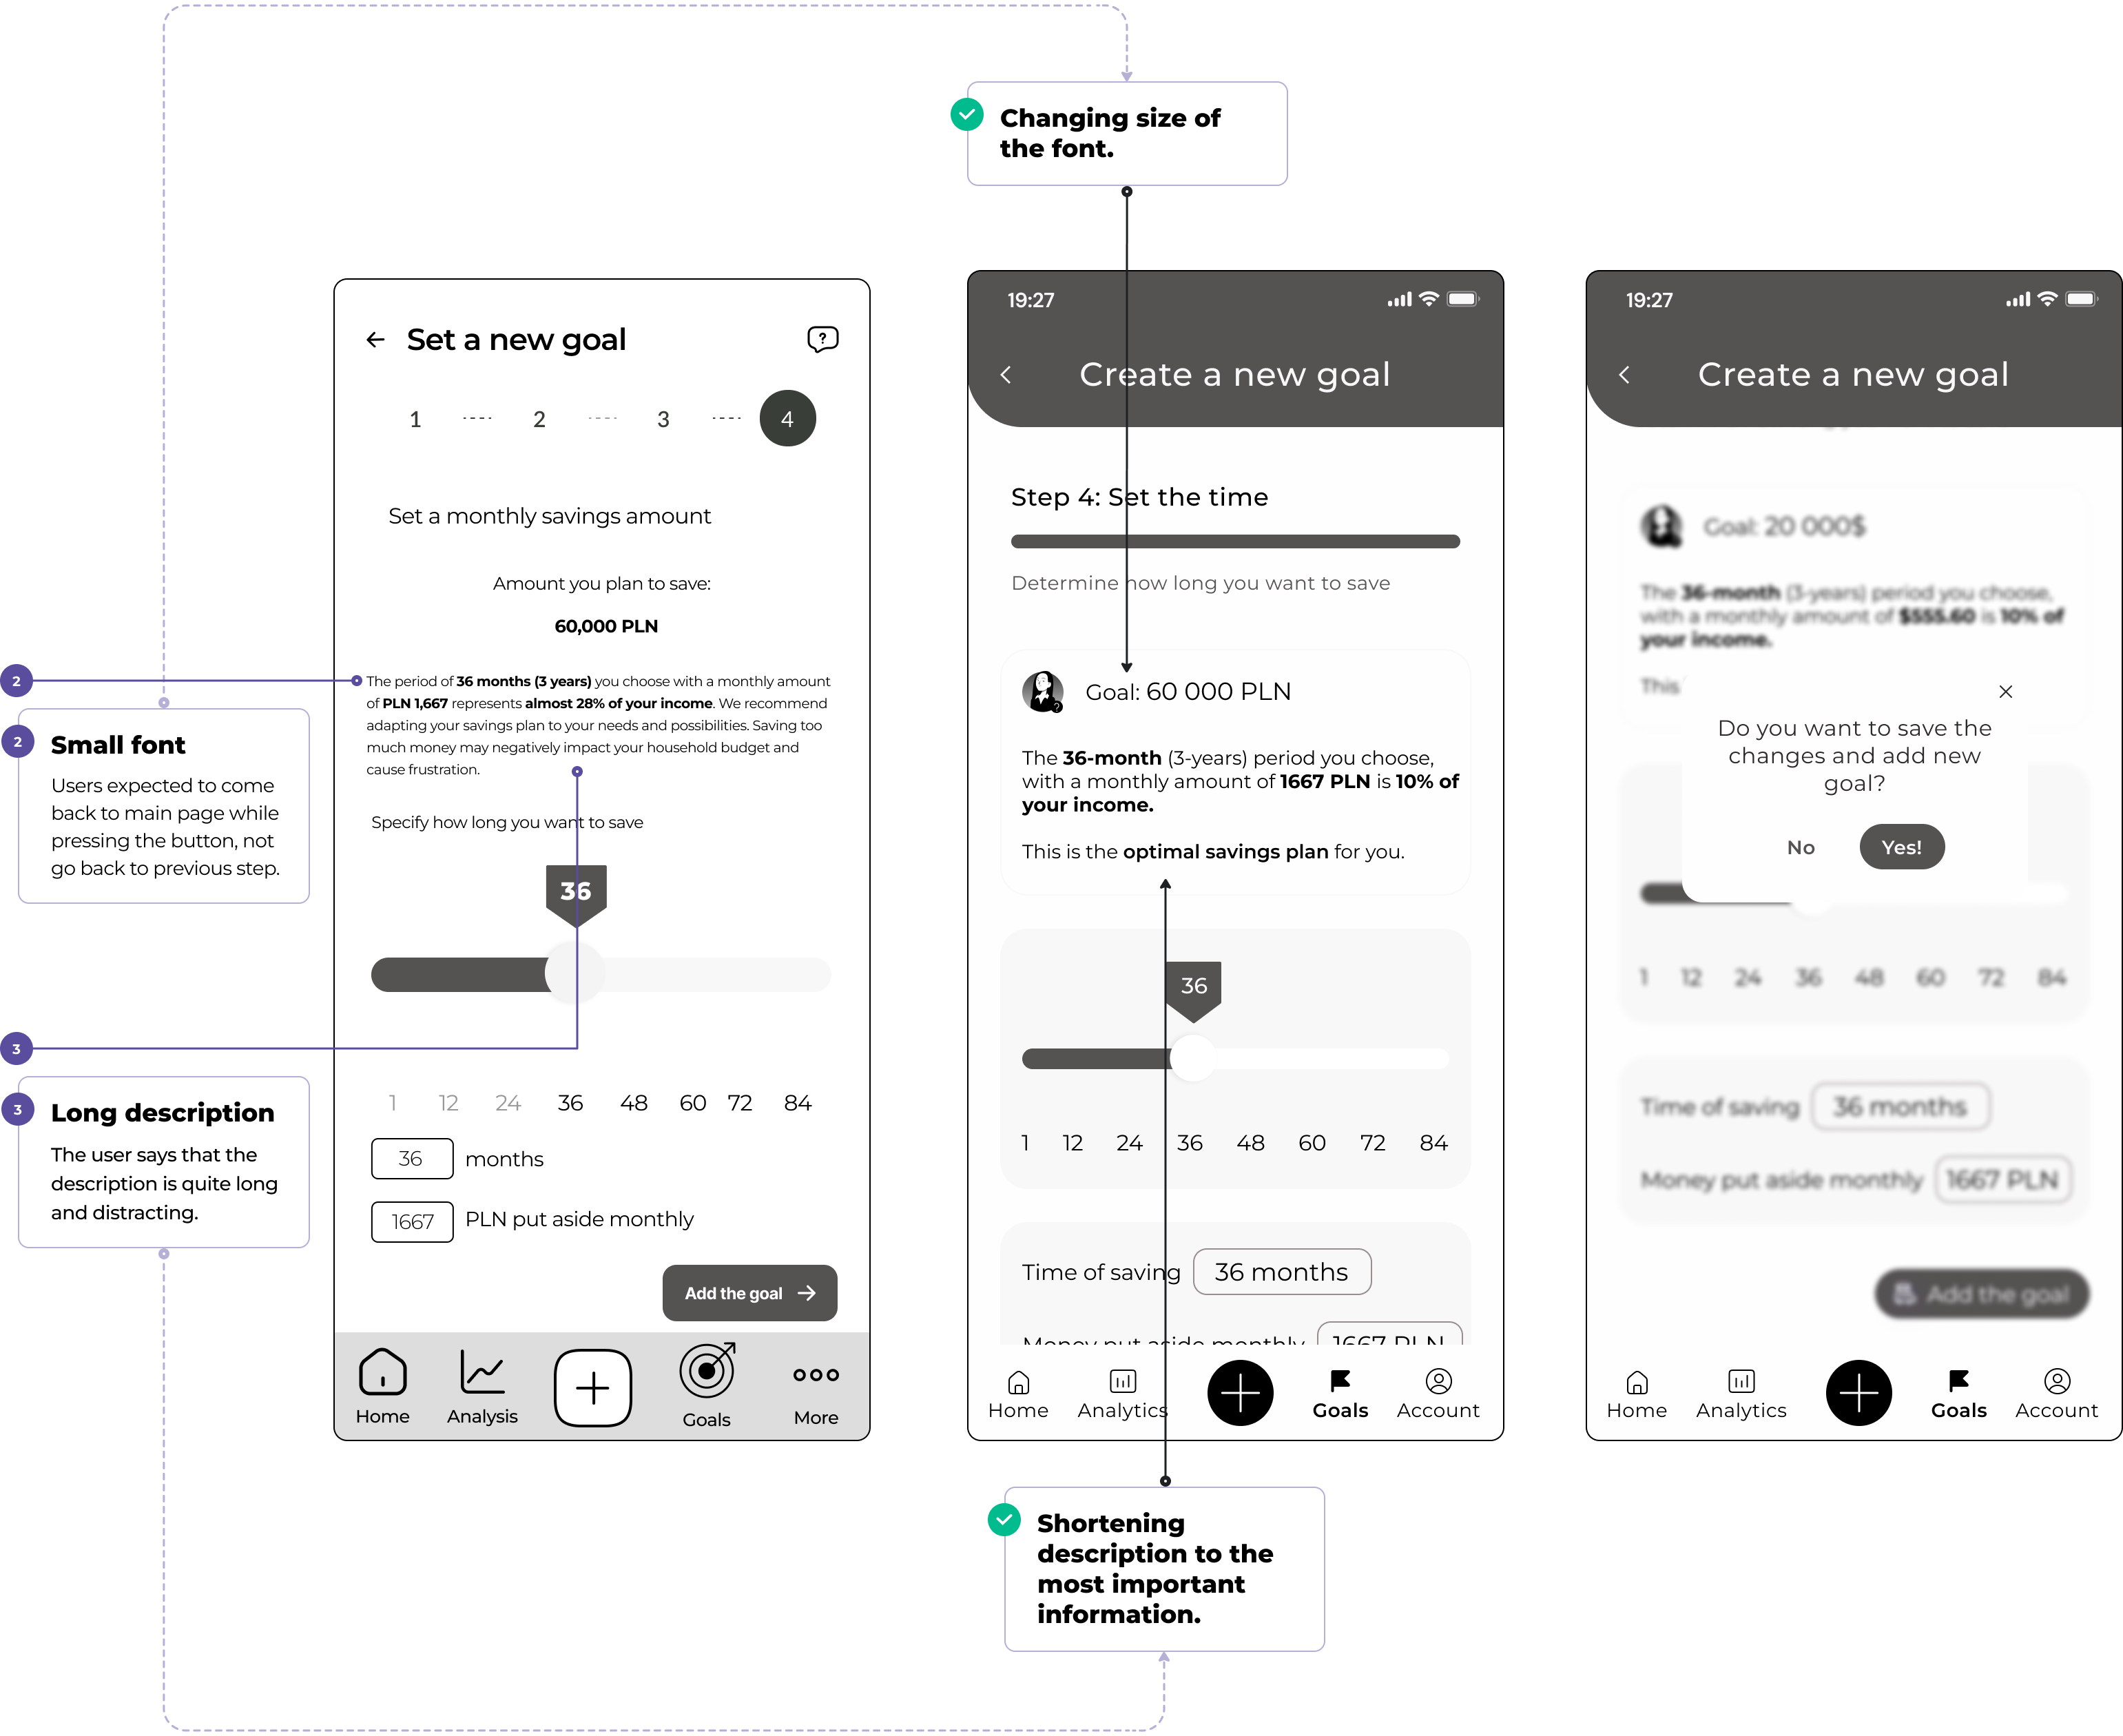 Changing size of
the font.
2
2
Small font
Users expected to come
back to main page while
pressing the button, not
go back to previous step.
3
3
Long description
The user says that the
description is quite long
and distracting.
Set a new goal
?
1
2
3
4
Set a monthly savings amount
Amount you plan to save:
60,000 PLN
The period of 36 months (3 years) you choose with a monthly amount
of PLN 1,667 represents almost 28% of your income. We recommend
adapting your savings plan to your needs and possibilities. Saving too
much money may negatively impact your household budget and
cause frustration.
Specify how long you want to save
36
1 12 24 36 48 60 72 84
36 months
1667 PLN put aside monthly
Add the goal
Home Analysis Goals More
19:27
Create a new goal
Step 4: Set the time
Determine how long you want to save
?
Goal: 60 000 PLN
The 36-month (3-years) period you choose,
with a monthly amount of 1667 PLN is 10% of
your income.
This is the optimal savings plan for you.
36
1 12 24 36 48 60 72 84
Time of saving 36 months
Money put aside monthly 1667 PLN
Home Analytics Goals Account
Shortening
description to the
most important
information.
19:27
Create a new goal
Goal: 20 000$
The 36-month (3-years) period you choose,
with a monthly amount of $555.60 is 10% of
your income.
This
Do you want to save the
changes and add new
goal?
No Yes!
1 12 24 36 48 60 72 84
Time of saving 36 months
Money put aside monthly 1667 PLN
Add the goal
Home Analytics Goals Account